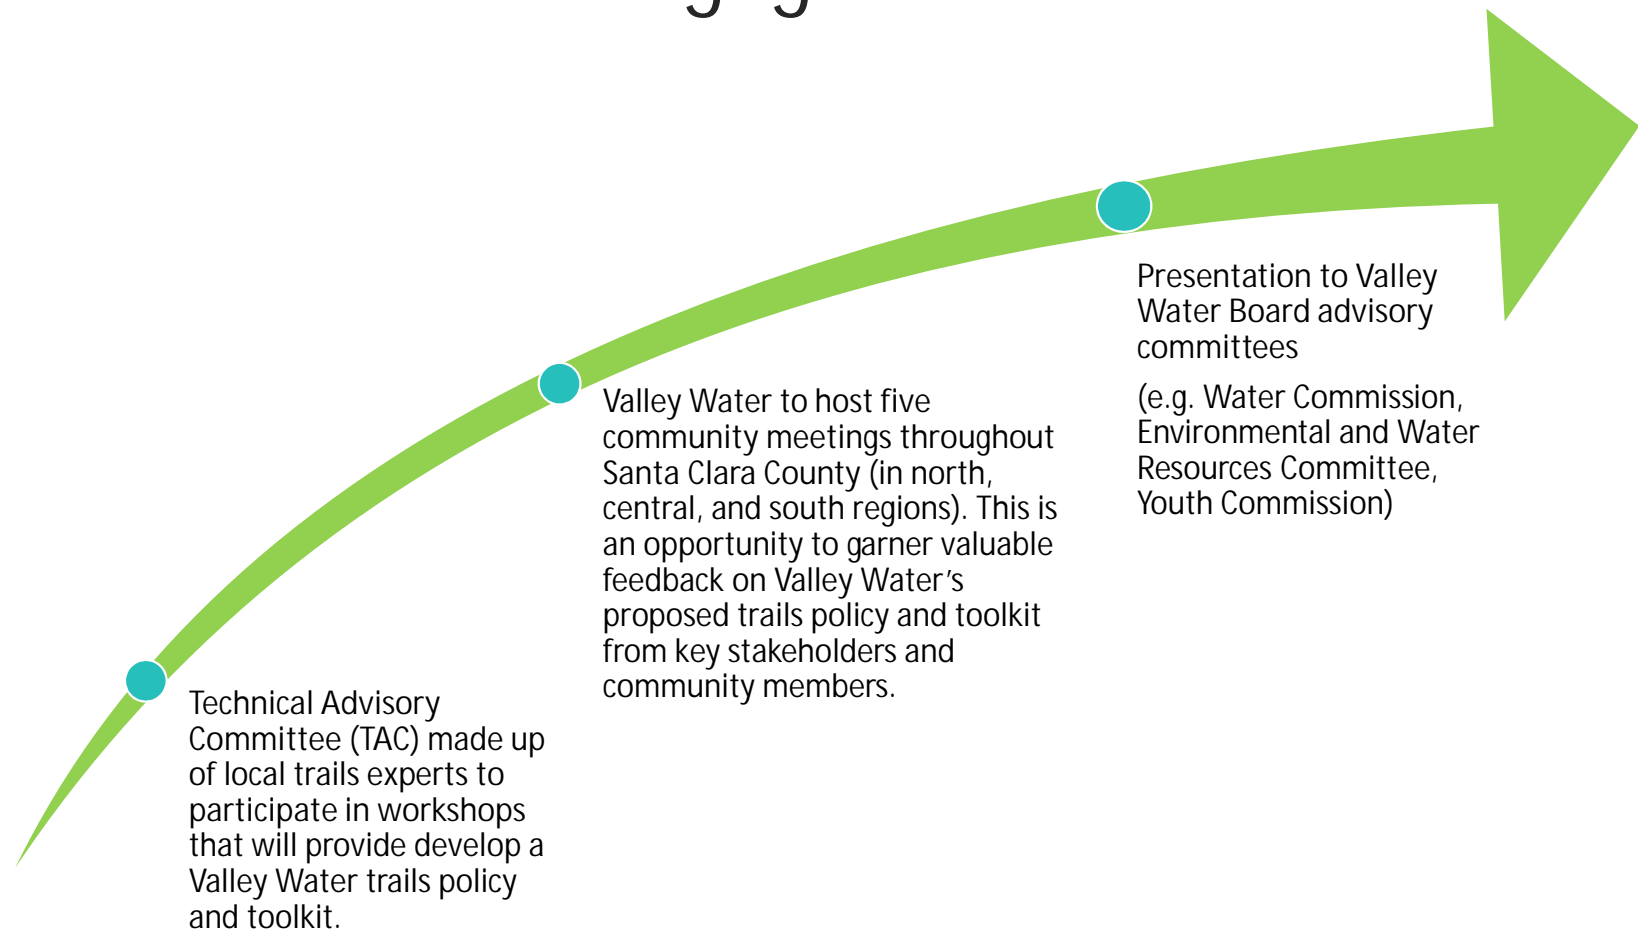 Technical Advisory
Committee (TAC) made up
of local trails experts to
participate in workshops
that will provide develop a
Valley Water trails policy
and toolkit.
Valley Water to host five
community meetings throughout
Santa Clara County (in north,
central, and south regions). This is
an opportunity to garner valuable
feedback on Valley Water’s
proposed trails policy and toolkit
from key stakeholders and
community members.
Presentation to Valley
Water Board advisory
committees
(e.g. Water Commission,
Environmental and Water
Resources Committee,
Youth Commission)